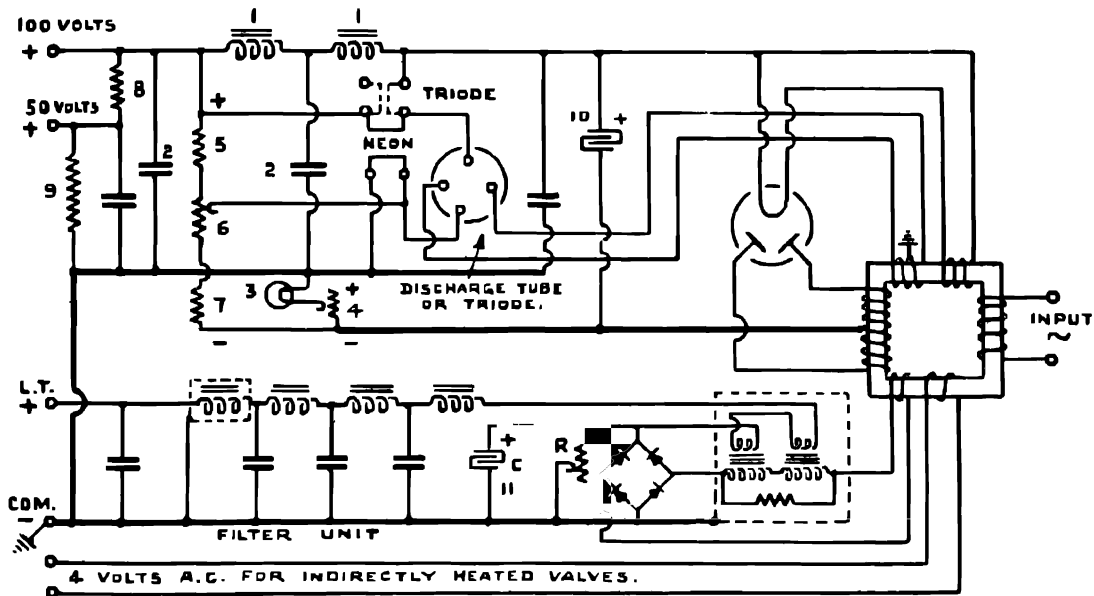 100 VOLTS
+
1
1
50 VOLTS
+
8
2
+
5
9
6
7
2
3
+
4
-
-
TRIODE
NEON
DISCHARGE TUBE
OR TRIODE.
10
+
-
INPUT
~
L.T.
+
+
C
11
R
COM.
-
FILTER UNIT
4 VOLTS A.C. FOR INDIRECTLY HEATED VALVES.